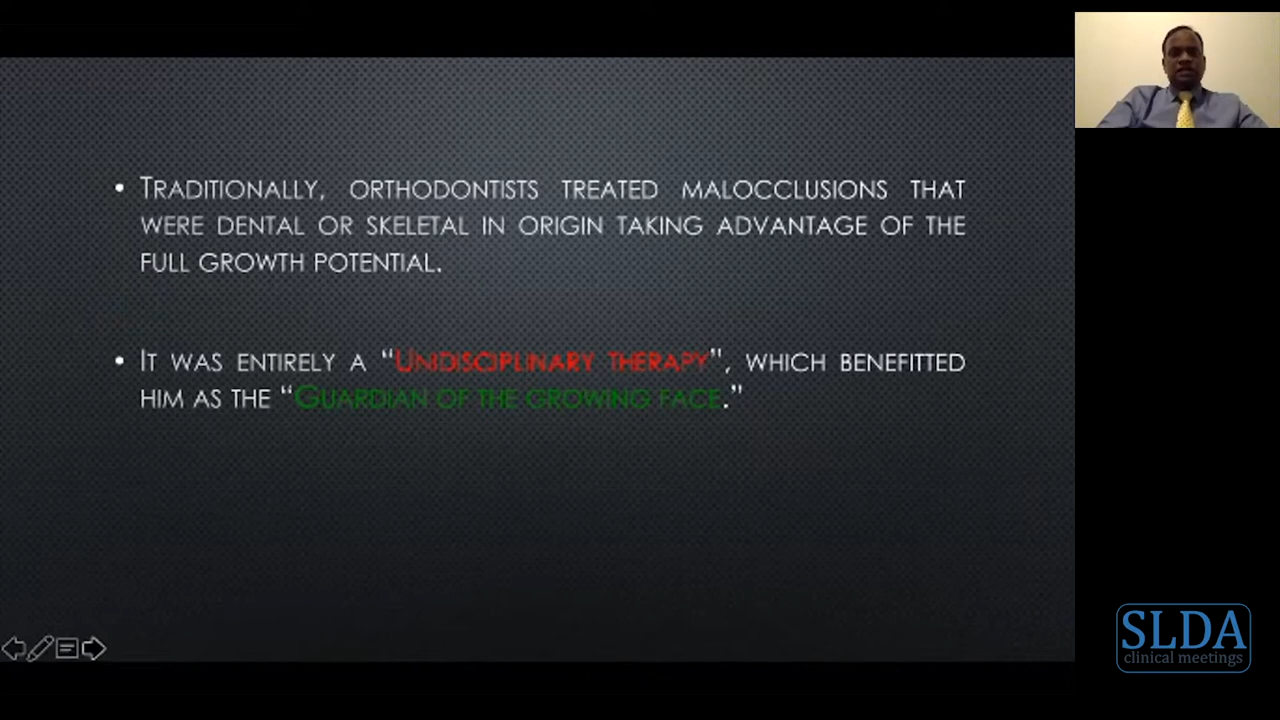 • TRADITIONALLY, ORTHODONTISTS TREATED MALOCCLUSIONS THAT
WERE DENTAL OR SKELETAL IN ORIGIN TAKING ADVANTAGE OF THE
FULL GROWTH POTENTIAL.
• IT WAS ENTIRELY A “UNIDISCIPLINARY THERAPY”, WHICH BENEFITTED
HIM AS THE “GUARDIAN OF THE GROWING FACE.”
SLDA
clinical meetings